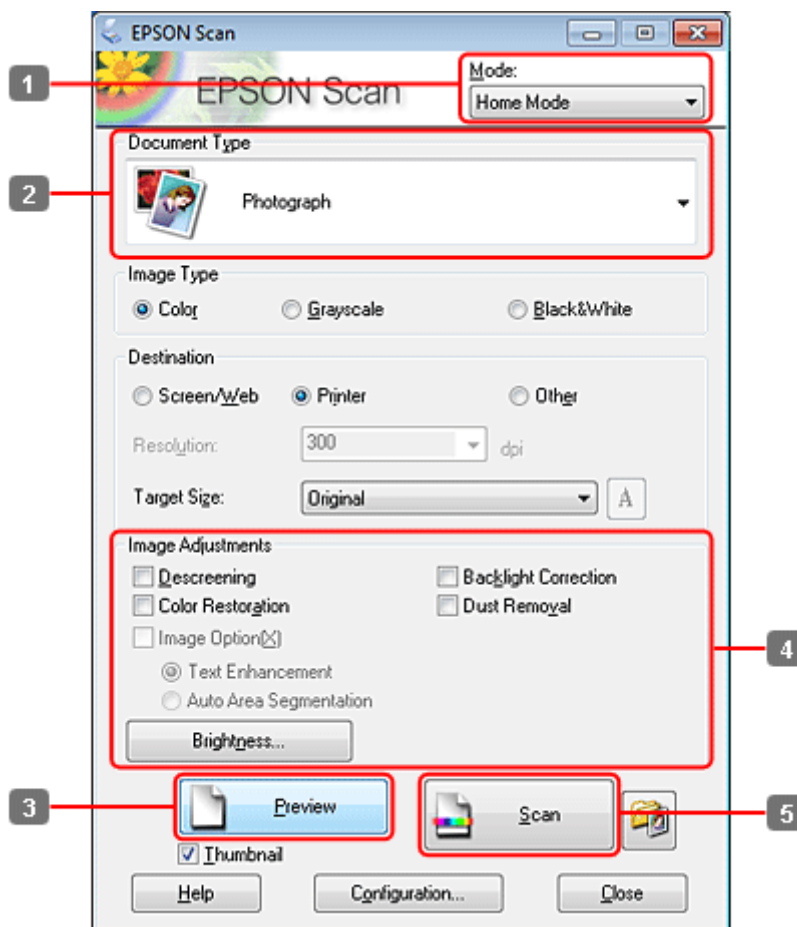 EPSON Scan
EPSON Scan
Mode:
1
Home Mode
Document Type
2
Photograph
Image Type
Color Grayscale Black&White
Destination
Screen/Web Printer Other
Resolution: 300 dpi
Target Size: Original A
Image Adjustments
Descreening Backlight Correction
Color Restoration Dust Removal
Image Option(X)
4
Text Enhancement
Auto Area Segmentation
Brightness...
3 Preview Scan 5
Thumbnail
Help Configuration... Close